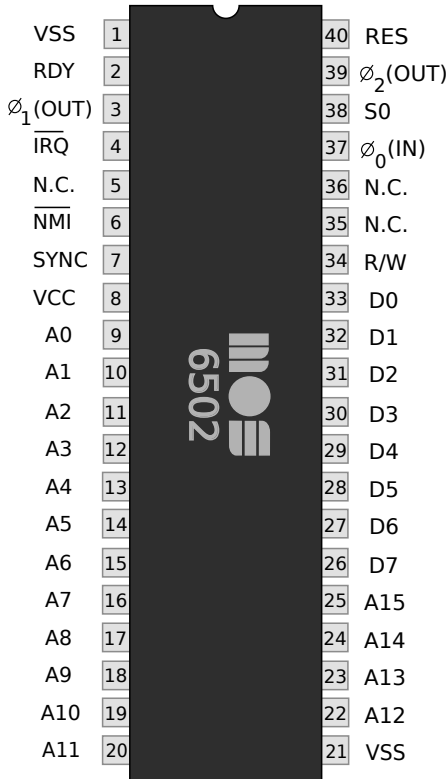 VSS 1 40 RES
RDY 2 39 ∅₂(OUT)
∅₁(OUT) 3 38 S0
I̅R̅Q̅ 4 37 ∅₀(IN)
N.C. 5 36 N.C.
N̅M̅I̅ 6 35 N.C.
SYNC 7 34 R/W
VCC 8 33 D0
A0 9 32 D1
A1 10 31 D2
A2 11 30 D3
A3 12 29 D4
A4 13 28 D5
A5 14 27 D6
A6 15 26 D7
A7 16 25 A15
A8 17 24 A14
A9 18 23 A13
A10 19 22 A12
A11 20 21 VSS
mos
6502